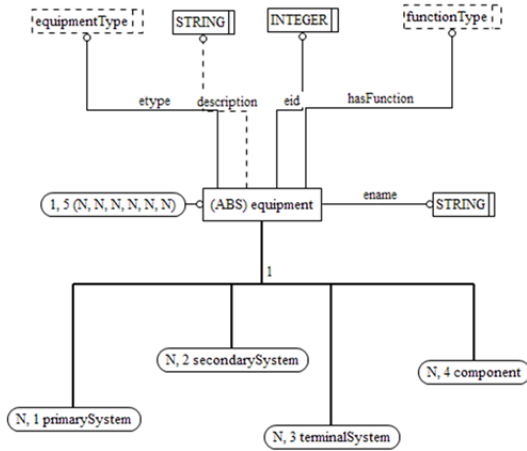 equipmentType
STRING
INTEGER
functionType
etype
description
eid
hasFunction
1, 5 (N, N, N, N, N, N)
(ABS) equipment
ename
STRING
1
N, 2 secondarySystem
N, 4 component
N, 1 primarySystem
N, 3 terminalSystem